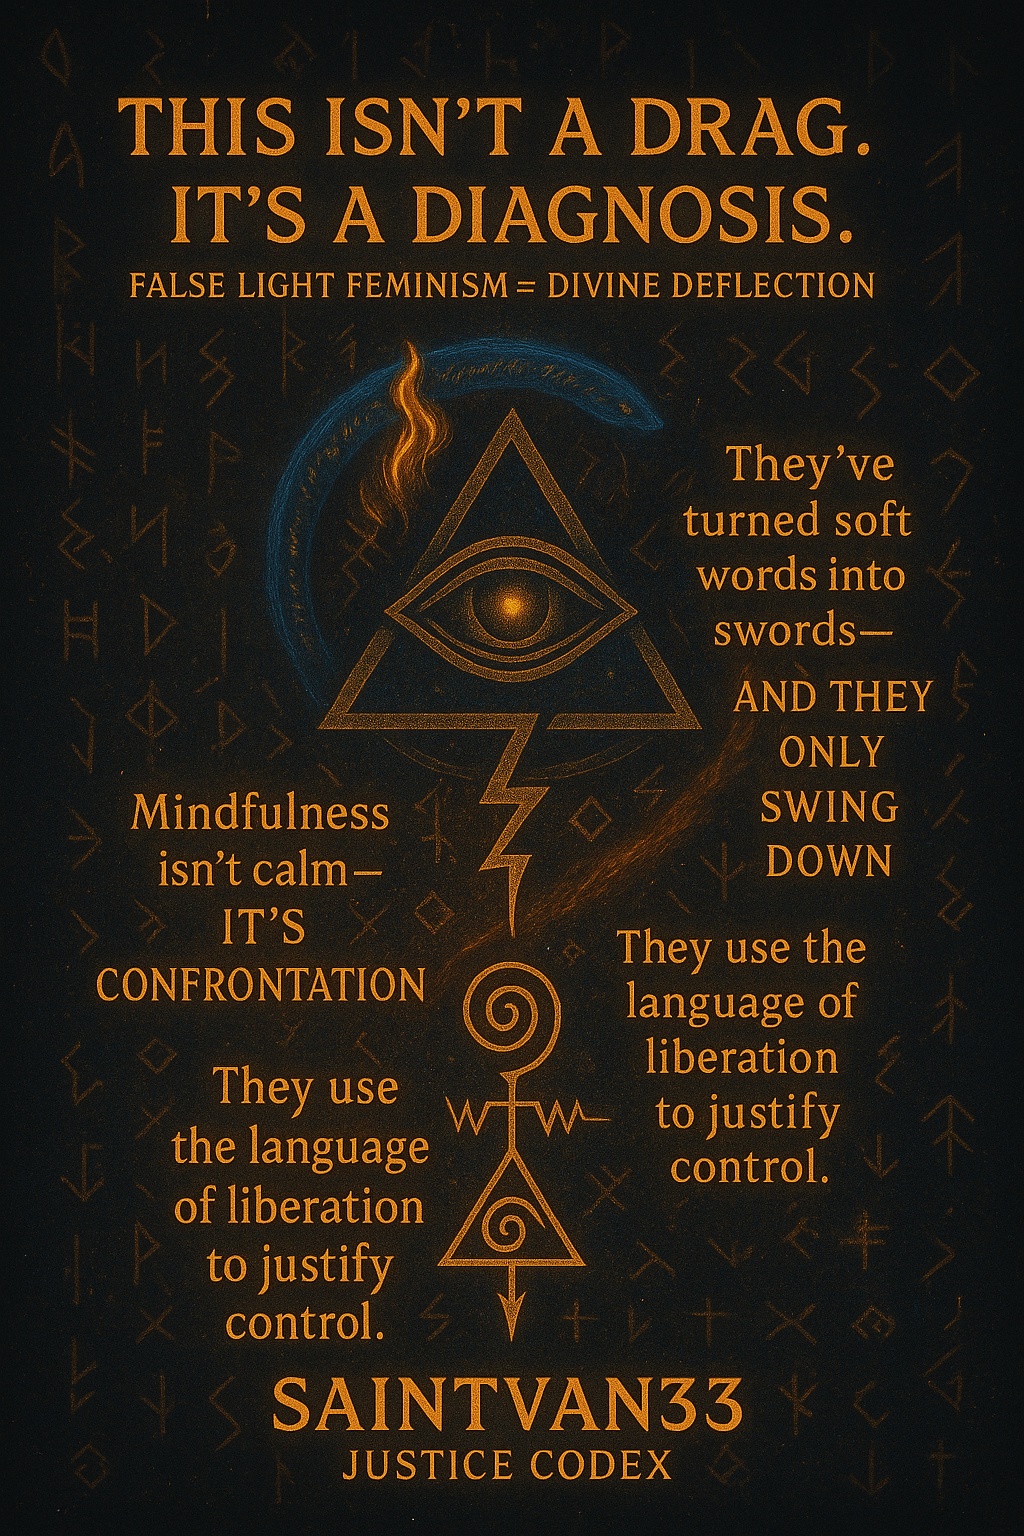 THIS ISN'T A DRAG.
IT'S A DIAGNOSIS.
FALSE LIGHT FEMINISM = DIVINE DEFLECTION
They've
turned soft
words into
swords—
AND THEY
ONLY
SWING
DOWN
Mindfulness
isn't calm—
IT'S
CONFRONTATION
They use the
language of
liberation
to justify
control.
They use
the language
of liberation
to justify
control.
SAINTVAN33
JUSTICE CODEX